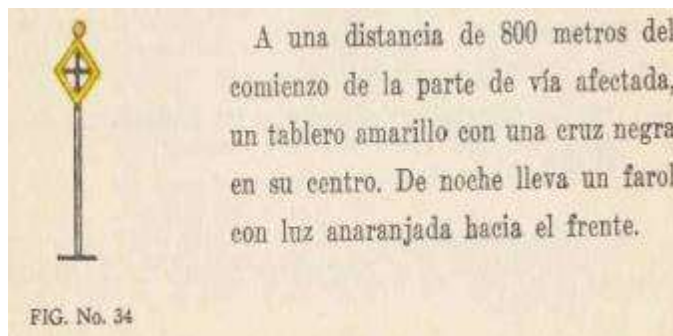 A una distancia de 800 metros del
comienzo de la parte de vía afectada,
un tablero amarillo con una cruz negra
en su centro. De noche lleva un farol
con luz anaranjada hacia el frente.
FIG. No. 34